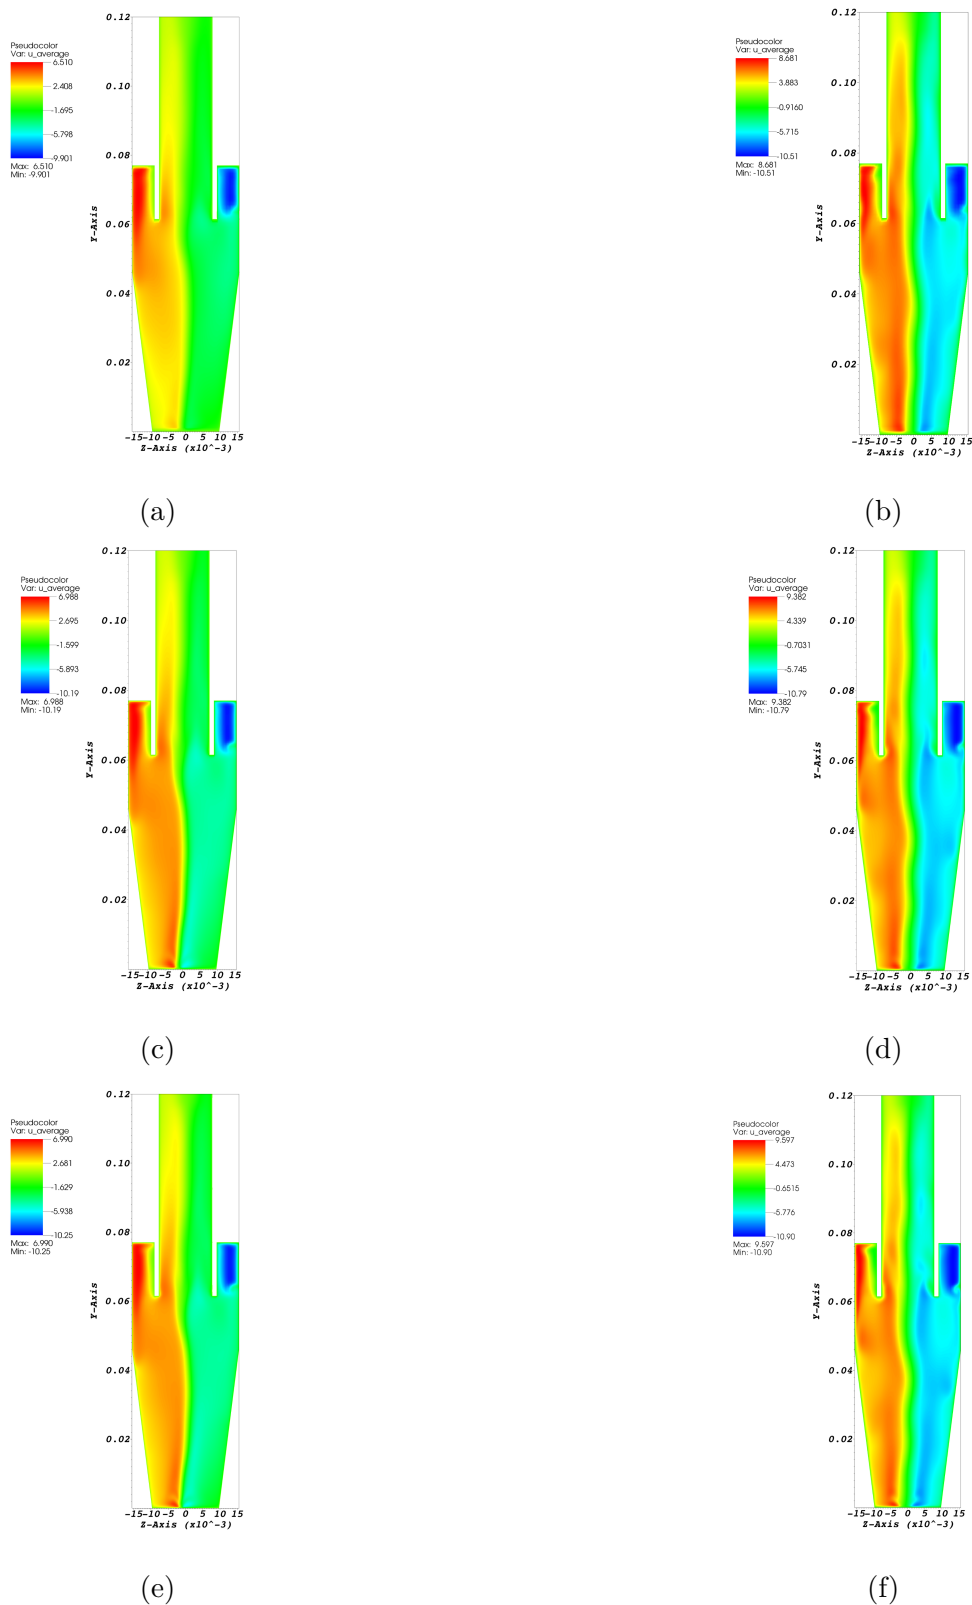 Pseudocolor
Var: u_average
6.510
2.408
-1.695
-5.798
-9.901
Max: 6.510
Min: -9.901
0.12
0.10
0.08
0.06
0.04
0.02
Y-Axis
-15-10 -5 0 5 10 15
Z-Axis (x10^-3)
(a)
Pseudocolor
Var: u_average
8.681
3.883
-0.9160
-5.715
-10.51
Max: 8.681
Min: -10.51
0.12
0.10
0.08
0.06
0.04
0.02
Y-Axis
-15-10 -5 0 5 10 15
Z-Axis (x10^-3)
(b)
Pseudocolor
Var: u_average
6.988
2.695
-1.599
-5.893
-10.19
Max: 6.988
Min: -10.19
0.12
0.10
0.08
0.06
0.04
0.02
Y-Axis
-15-10 -5 0 5 10 15
Z-Axis (x10^-3)
(c)
Pseudocolor
Var: u_average
9.382
4.339
-0.7031
-5.745
-10.79
Max: 9.382
Min: -10.79
0.12
0.10
0.08
0.06
0.04
0.02
Y-Axis
-15-10 -5 0 5 10 15
Z-Axis (x10^-3)
(d)
Pseudocolor
Var: u_average
6.990
2.681
-1.629
-5.938
-10.25
Max: 6.990
Min: -10.25
0.12
0.10
0.08
0.06
0.04
0.02
Y-Axis
-15-10 -5 0 5 10 15
Z-Axis (x10^-3)
(e)
Pseudocolor
Var: u_average
9.597
4.473
-0.6515
-5.776
-10.90
Max: 9.597
Min: -10.90
0.12
0.10
0.08
0.06
0.04
0.02
Y-Axis
-15-10 -5 0 5 10 15
Z-Axis (x10^-3)
(f)